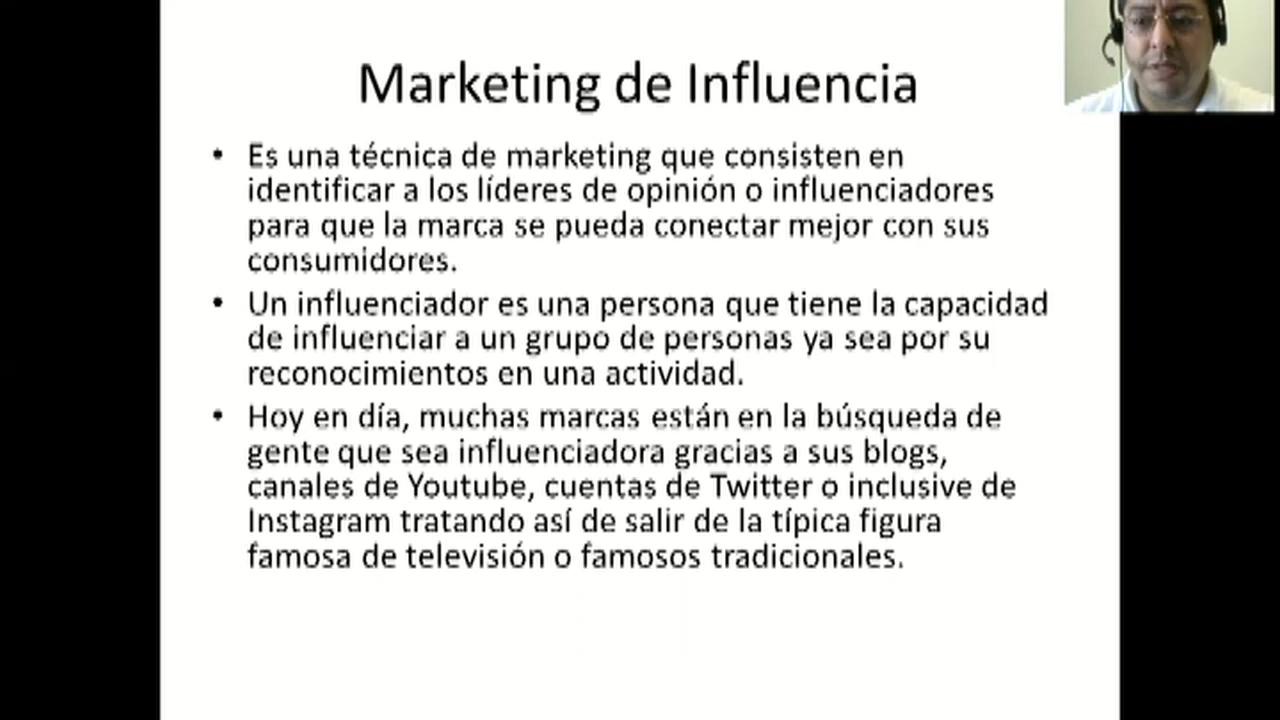 Marketing de Influencia
• Es una técnica de marketing que consisten en
identificar a los líderes de opinión o influenciadores
para que la marca se pueda conectar mejor con sus
consumidores.
• Un influenciador es una persona que tiene la capacidad
de influenciar a un grupo de personas ya sea por su
reconocimientos en una actividad.
• Hoy en día, muchas marcas están en la búsqueda de
gente que sea influenciadora gracias a sus blogs,
canales de Youtube, cuentas de Twitter o inclusive de
Instagram tratando así de salir de la típica figura
famosa de televisión o famosos tradicionales.